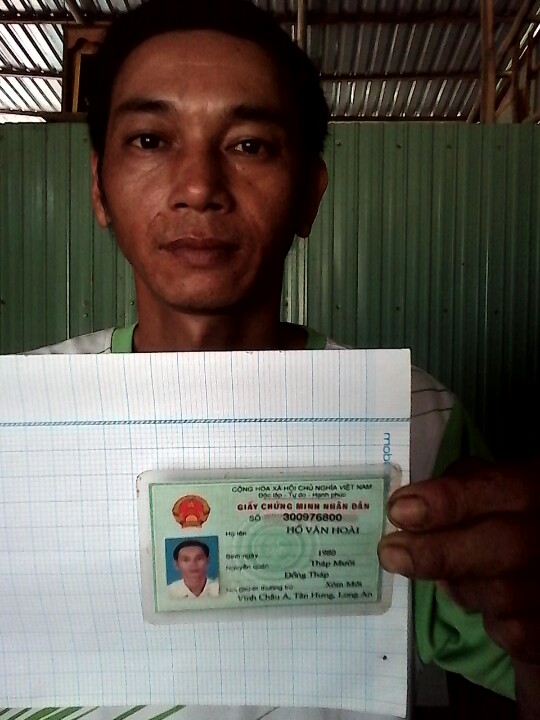 CỘNG HÒA XÃ HỘI CHỦ NGHĨA VIỆT NAM
Độc lập - Tự do - Hạnh phúc
GIẤY CHỨNG MINH NHÂN DÂN
SỐ 300976800
Họ tên HỒ VĂN HOÀI
Sinh ngày 1980
Nguyên quán Tháp Mười
Đồng Tháp
Nơi ĐKHK thường trú Xóm Mới
Vĩnh Châu A, Tân Hưng, Long An
mobi